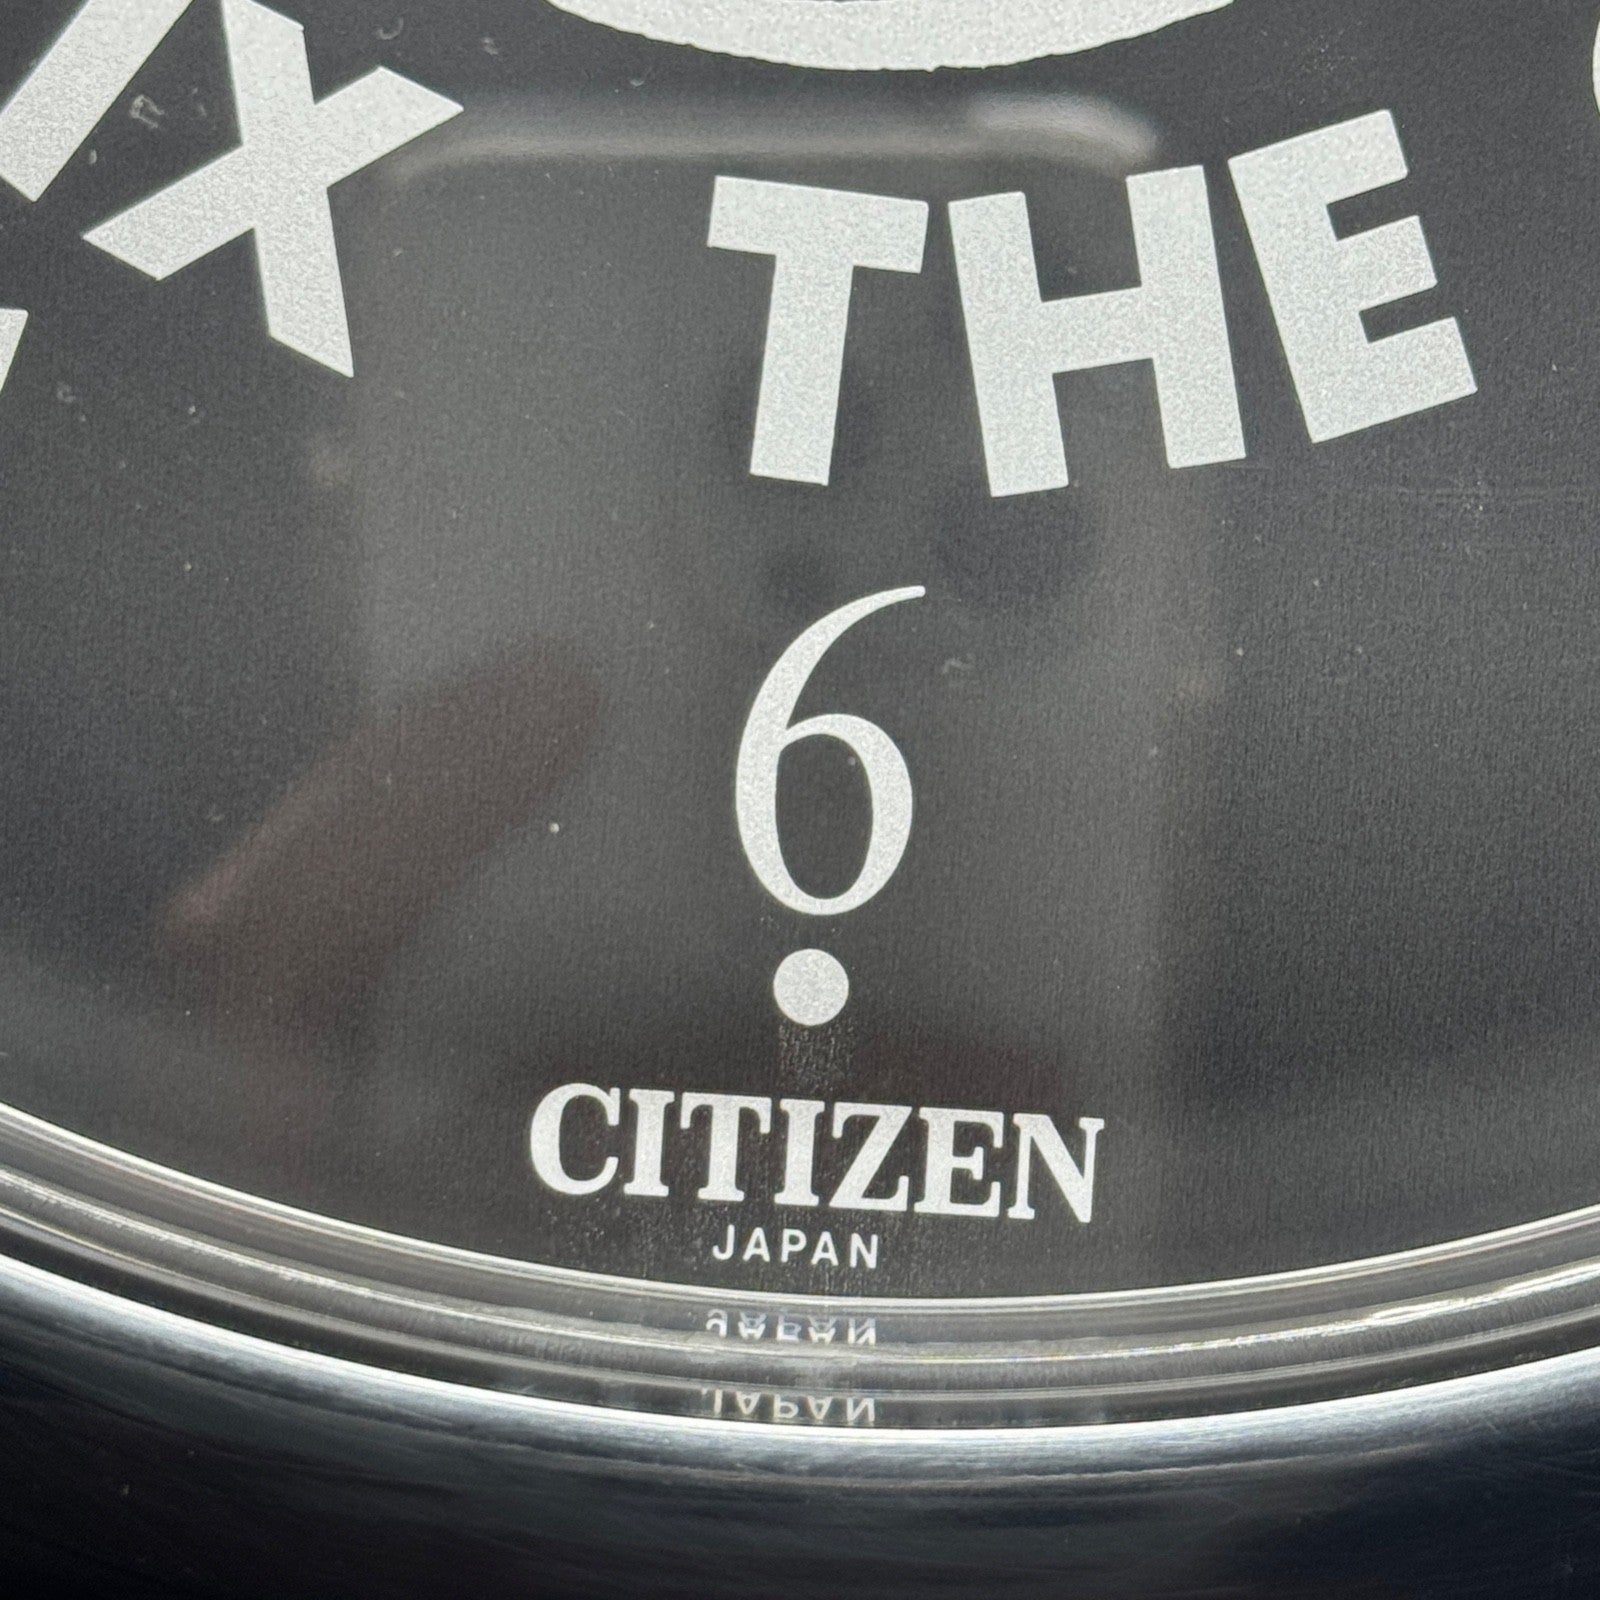 IX THE
6
CITIZEN
JAPAN